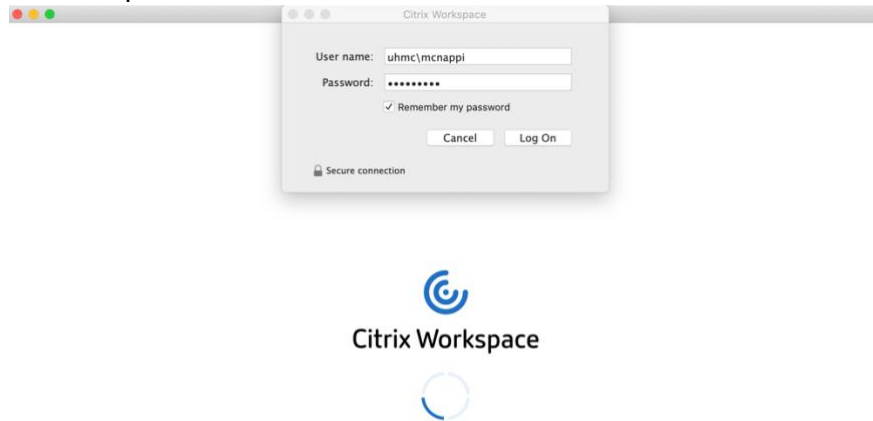 Citrix Workspace
User name: uhmc\mcnappi
Password: •••••••••
Remember my password
Cancel Log On
Secure connection
Citrix Workspace